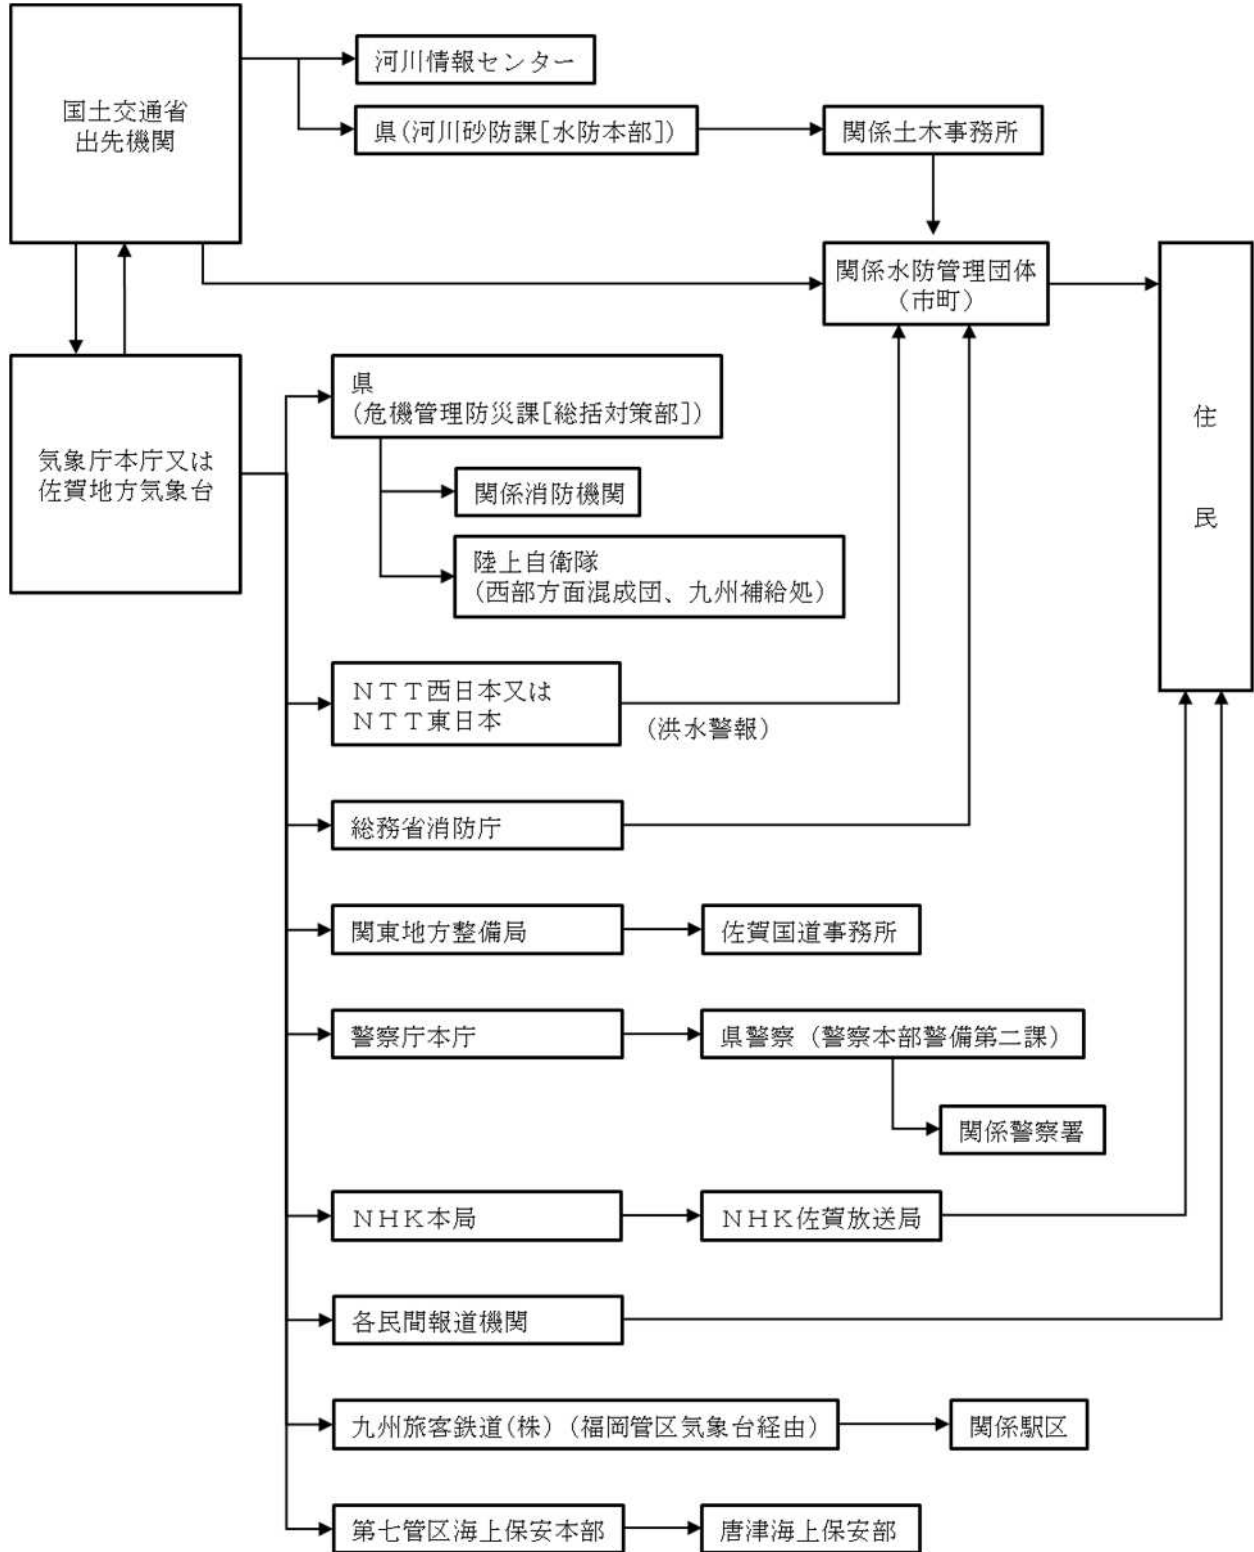 河川情報センター
国土交通省
出先機関
県(河川砂防課[水防本部])
関係土木事務所
関係水防管理団体
（市町）
住
民
気象庁本庁又は
佐賀地方気象台
県
(危機管理防災課[総括対策部])
関係消防機関
陸上自衛隊
(西部方面混成団、九州補給処)
ＮＴＴ西日本又は
ＮＴＴ東日本
(洪水警報)
総務省消防庁
関東地方整備局
佐賀国道事務所
警察庁本庁
県警察（警察本部警備第二課）
関係警察署
ＮＨＫ本局
ＮＨＫ佐賀放送局
各民間報道機関
九州旅客鉄道(株)（福岡管区気象台経由）
関係駅区
第七管区海上保安本部
唐津海上保安部